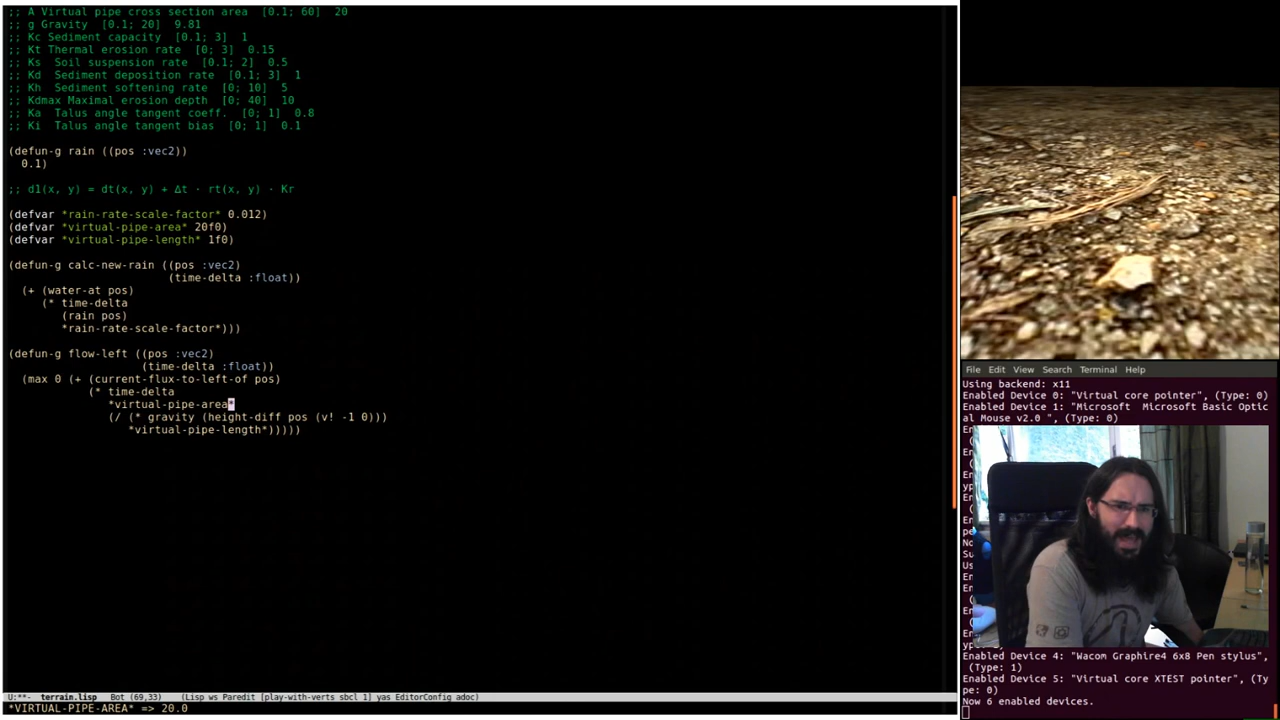 ;; A Virtual pipe cross section area  [0.1; 60]  20
;; g Gravity  [0.1; 20]  9.81
;; Kc Sediment capacity  [0.1; 3]  1
;; Kt Thermal erosion rate  [0; 3]  0.15
;; Ks  Soil suspension rate  [0.1; 2]  0.5
;; Kd  Sediment deposition rate  [0.1; 3]  1
;; Kh  Sediment softening rate  [0; 10]  5
;; Kdmax Maximal erosion depth  [0; 40]  10
;; Ka  Talus angle tangent coeff.  [0; 1]  0.8
;; Ki  Talus angle tangent bias  [0; 1]  0.1
(defun-g rain ((pos :vec2))
  0.1)
;; d1(x, y) = dt(x, y) + Δt · rt(x, y) · Kr
(defvar *rain-rate-scale-factor* 0.012)
(defvar *virtual-pipe-area* 20f0)
(defvar *virtual-pipe-length* 1f0)
(defun-g calc-new-rain ((pos :vec2)
                        (time-delta :float))
  (+ (water-at pos)
     (* time-delta
        (rain pos)
        *rain-rate-scale-factor*)))
(defun-g flow-left ((pos :vec2)
                    (time-delta :float))
  (max 0 (+ (current-flux-to-left-of pos)
            (* time-delta
               *virtual-pipe-area*
               (/ (* gravity (height-diff pos (v! -1 0)))
                  *virtual-pipe-length*)))))
U:**-  terrain.lisp   Bot (69,33)   (Lisp ws Paredit [play-with-verts sbcl 1] yas EditorConfig adoc)
*VIRTUAL-PIPE-AREA* => 20.0
File  Edit  View  Search  Terminal  Help
Using backend: x11
Enabled Device 0: "Virtual core pointer", (Type: 0)
Enabled Device 1: "Microsoft  Microsoft Basic Optic
al Mouse v2.0 ", (Type: 0)
Enabled Device 4: "Wacom Graphire4 6x8 Pen stylus",
 (Type: 1)
Enabled Device 5: "Virtual core XTEST pointer", (Ty
pe: 0)
Now 6 enabled devices.